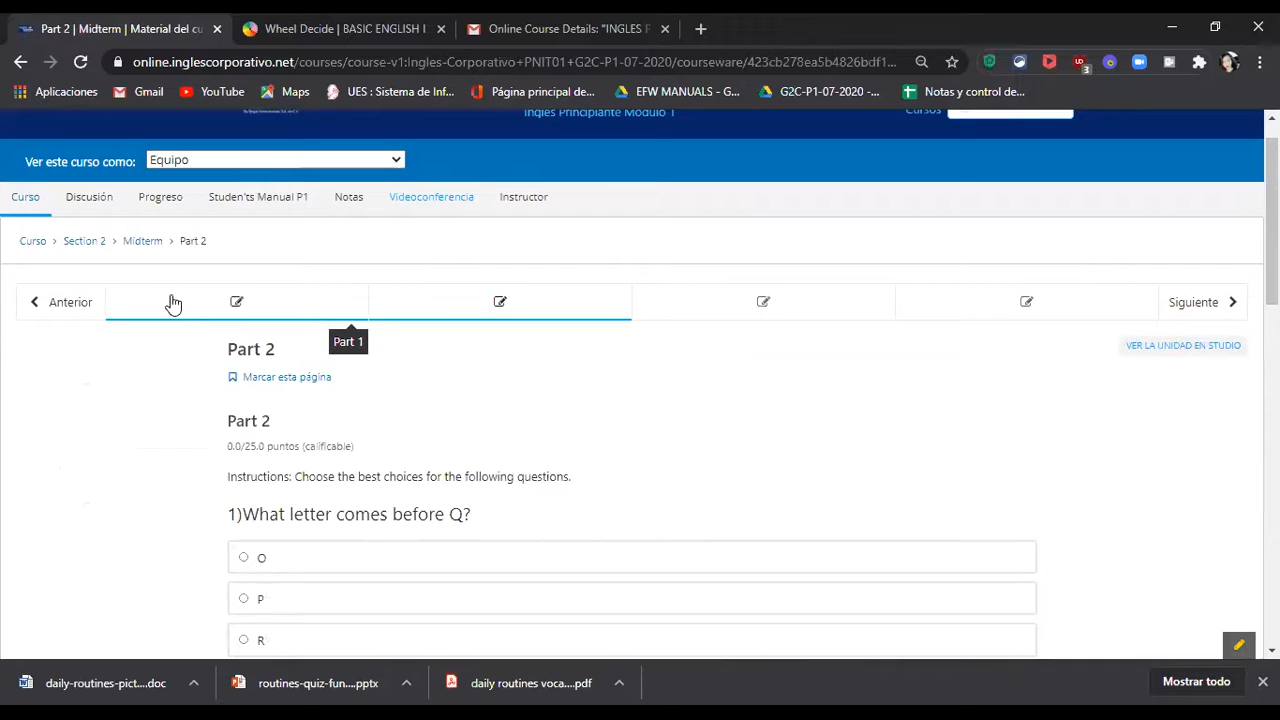 Part 2 | Midterm | Material del cu
Wheel Decide | BASIC ENGLISH I
Online Course Details: "INGLES F
online.inglescorporativo.net/courses/course-v1:Ingles-Corporativo+PNIT01+G2C-P1-07-2020/courseware/423cb278ea5b4826bdf1...
3
Aplicaciones
Gmail
YouTube
Maps
UES : Sistema de Inf...
Página principal de...
EFW MANUALS - G...
G2C-P1-07-2020 -...
Notas y control de...
Ingles Principiante Modulo 1
Cursos
Ver este curso como:
Equipo
Curso
Discusión
Progreso
Studen'ts Manual P1
Notas
Videoconferencia
Instructor
Curso > Section 2 > Midterm > Part 2
Anterior
Siguiente
Part 1
Part 2
VER LA UNIDAD EN STUDIO
Marcar esta página
Part 2
0.0/25.0 puntos (calificable)
Instructions: Choose the best choices for the following questions.
1)What letter comes before Q?
O
P
R
daily-routines-pict....doc
routines-quiz-fun....pptx
daily routines voca....pdf
Mostrar todo